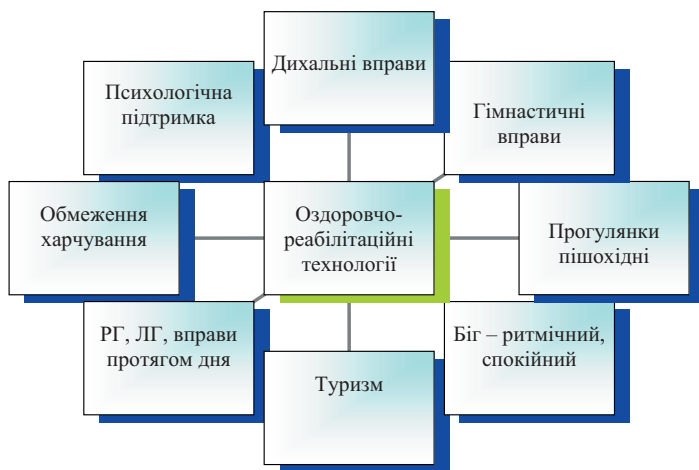 Дихальні вправи
Психологічна
підтримка
Гімнастичні
вправи
Обмеження
харчування
Оздоровчо-
реабілітаційні
технології
Прогулянки
пішохідні
РГ, ЛГ, вправи
протягом дня
Біг – ритмічний,
спокійний
Туризм